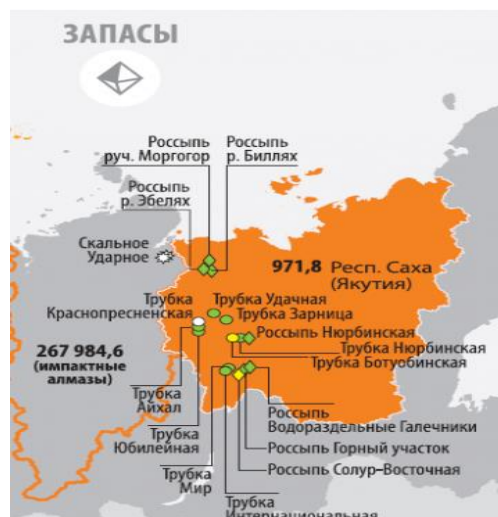 ЗАПАСЫ
Россыпь
руч. Моргогор
Россыпь
р. Биллях
Россыпь
р. Эбелях
Скальное
Ударное
971,8 Респ. Саха
(Якутия)
Трубка
Краснопресненская
Трубка Удачная
Трубка Зарница
Россыпь Нюрбинская
Трубка Нюрбинская
Трубка Ботуобинская
267 984,6
(импактные
алмазы)
Трубка
Айхал
Трубка
Юбилейная
Трубка
Мир
Россыпь
Водораздельные Галечники
Россыпь Горный участок
Россыпь Солур-Восточная
Трубка
Интернациональная